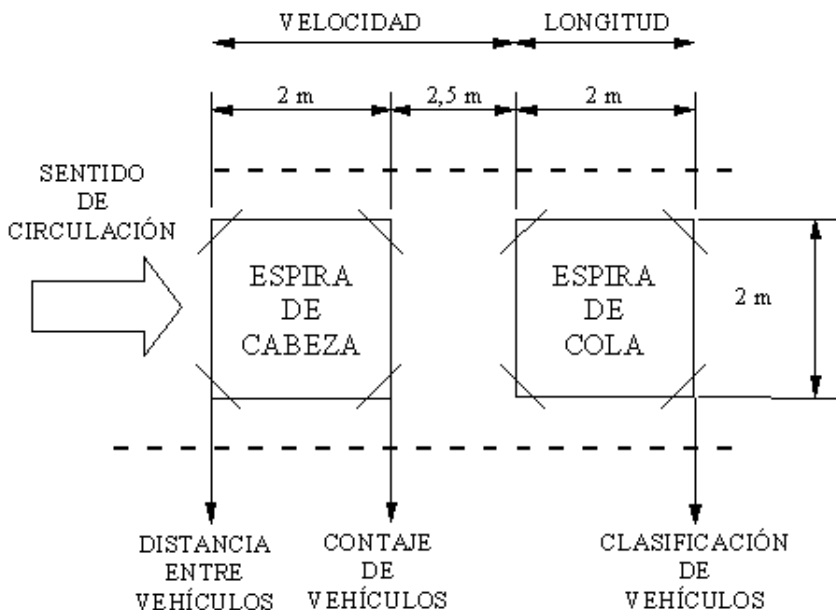 VELOCIDAD
LONGITUD
2 m
2,5 m
2 m
SENTIDO
DE
CIRCULACIÓN
ESPIRA
DE
CABEZA
ESPIRA
DE
COLA
2 m
DISTANCIA
ENTRE
VEHÍCULOS
CONTAJE
DE
VEHÍCULOS
CLASIFICACIÓN
DE
VEHÍCULOS